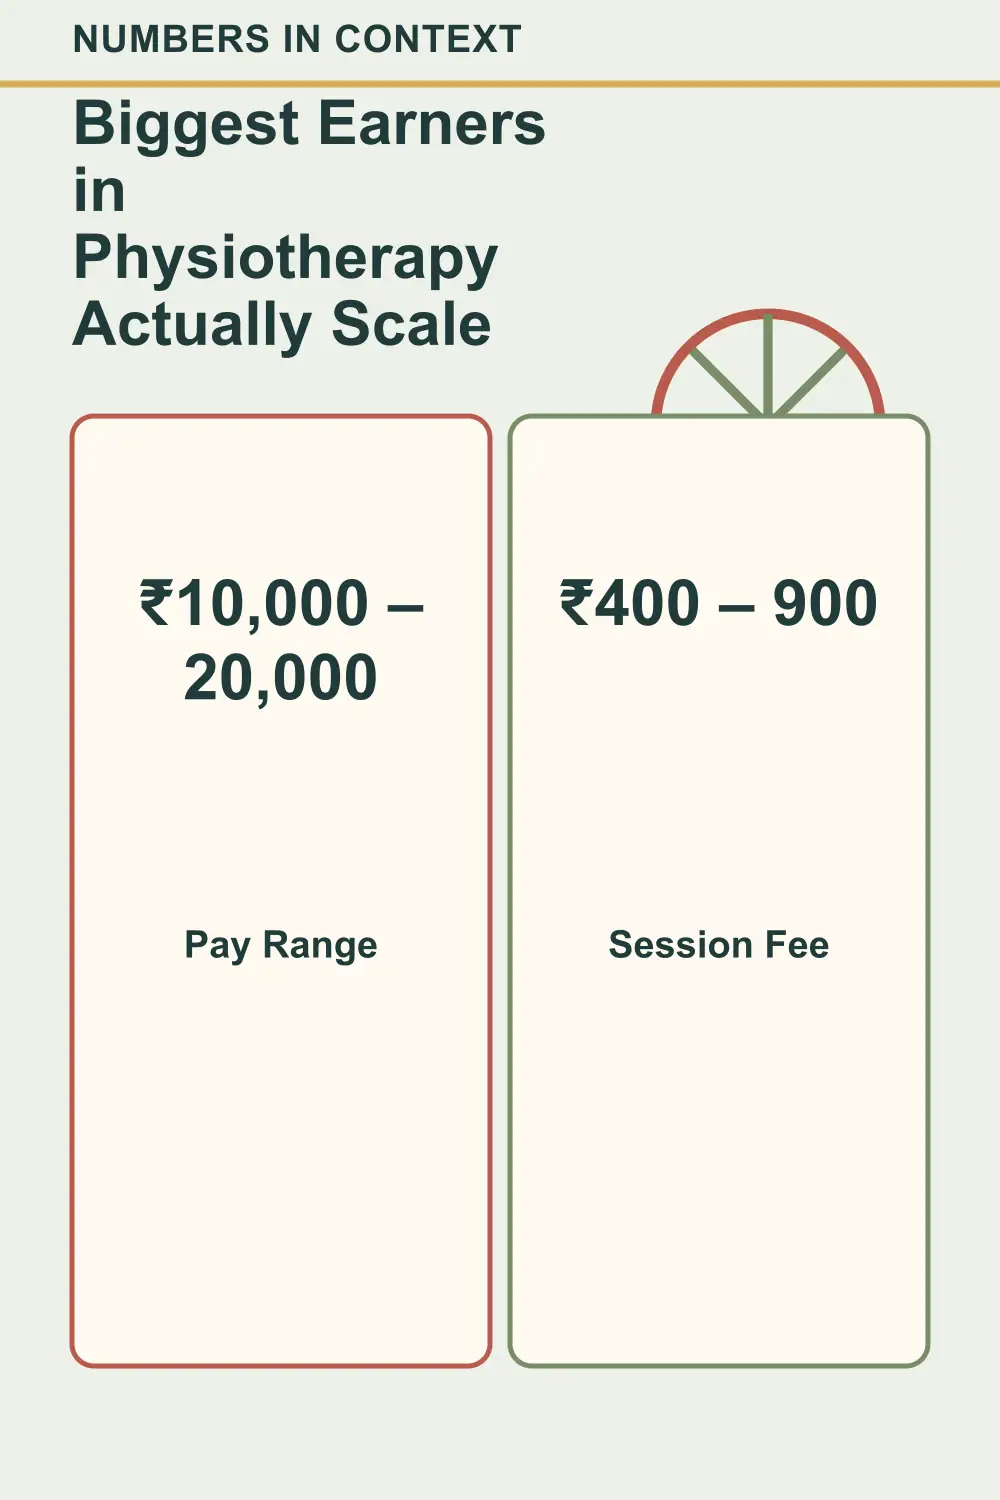 NUMBERS IN CONTEXT
Biggest Earners
in
Physiotherapy
Actually Scale
₹10,000 –
20,000
Pay Range
₹400 – 900
Session Fee